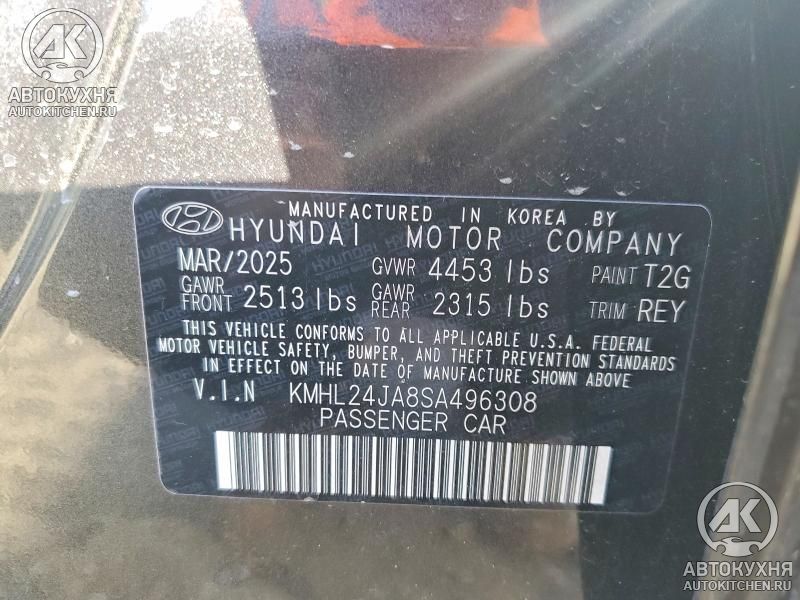 АК
АВТОКУХНЯ
AUTOKITCHEN.RU
MANUFACTURED IN KOREA BY
HYUNDAI MOTOR COMPANY
MAR/2025 GVWR 4453 lbs PAINT T2G
GAWR FRONT 2513 lbs GAWR REAR 2315 lbs TRIM REY
THIS VEHICLE CONFORMS TO ALL APPLICABLE U.S.A. FEDERAL
MOTOR VEHICLE SAFETY, BUMPER, AND THEFT PREVENTION STANDARDS
IN EFFECT ON THE DATE OF MANUFACTURE SHOWN ABOVE
V.I.N KMHL24JA8SA496308
PASSENGER CAR
АК
АВТОКУХНЯ
AUTOKITCHEN.RU